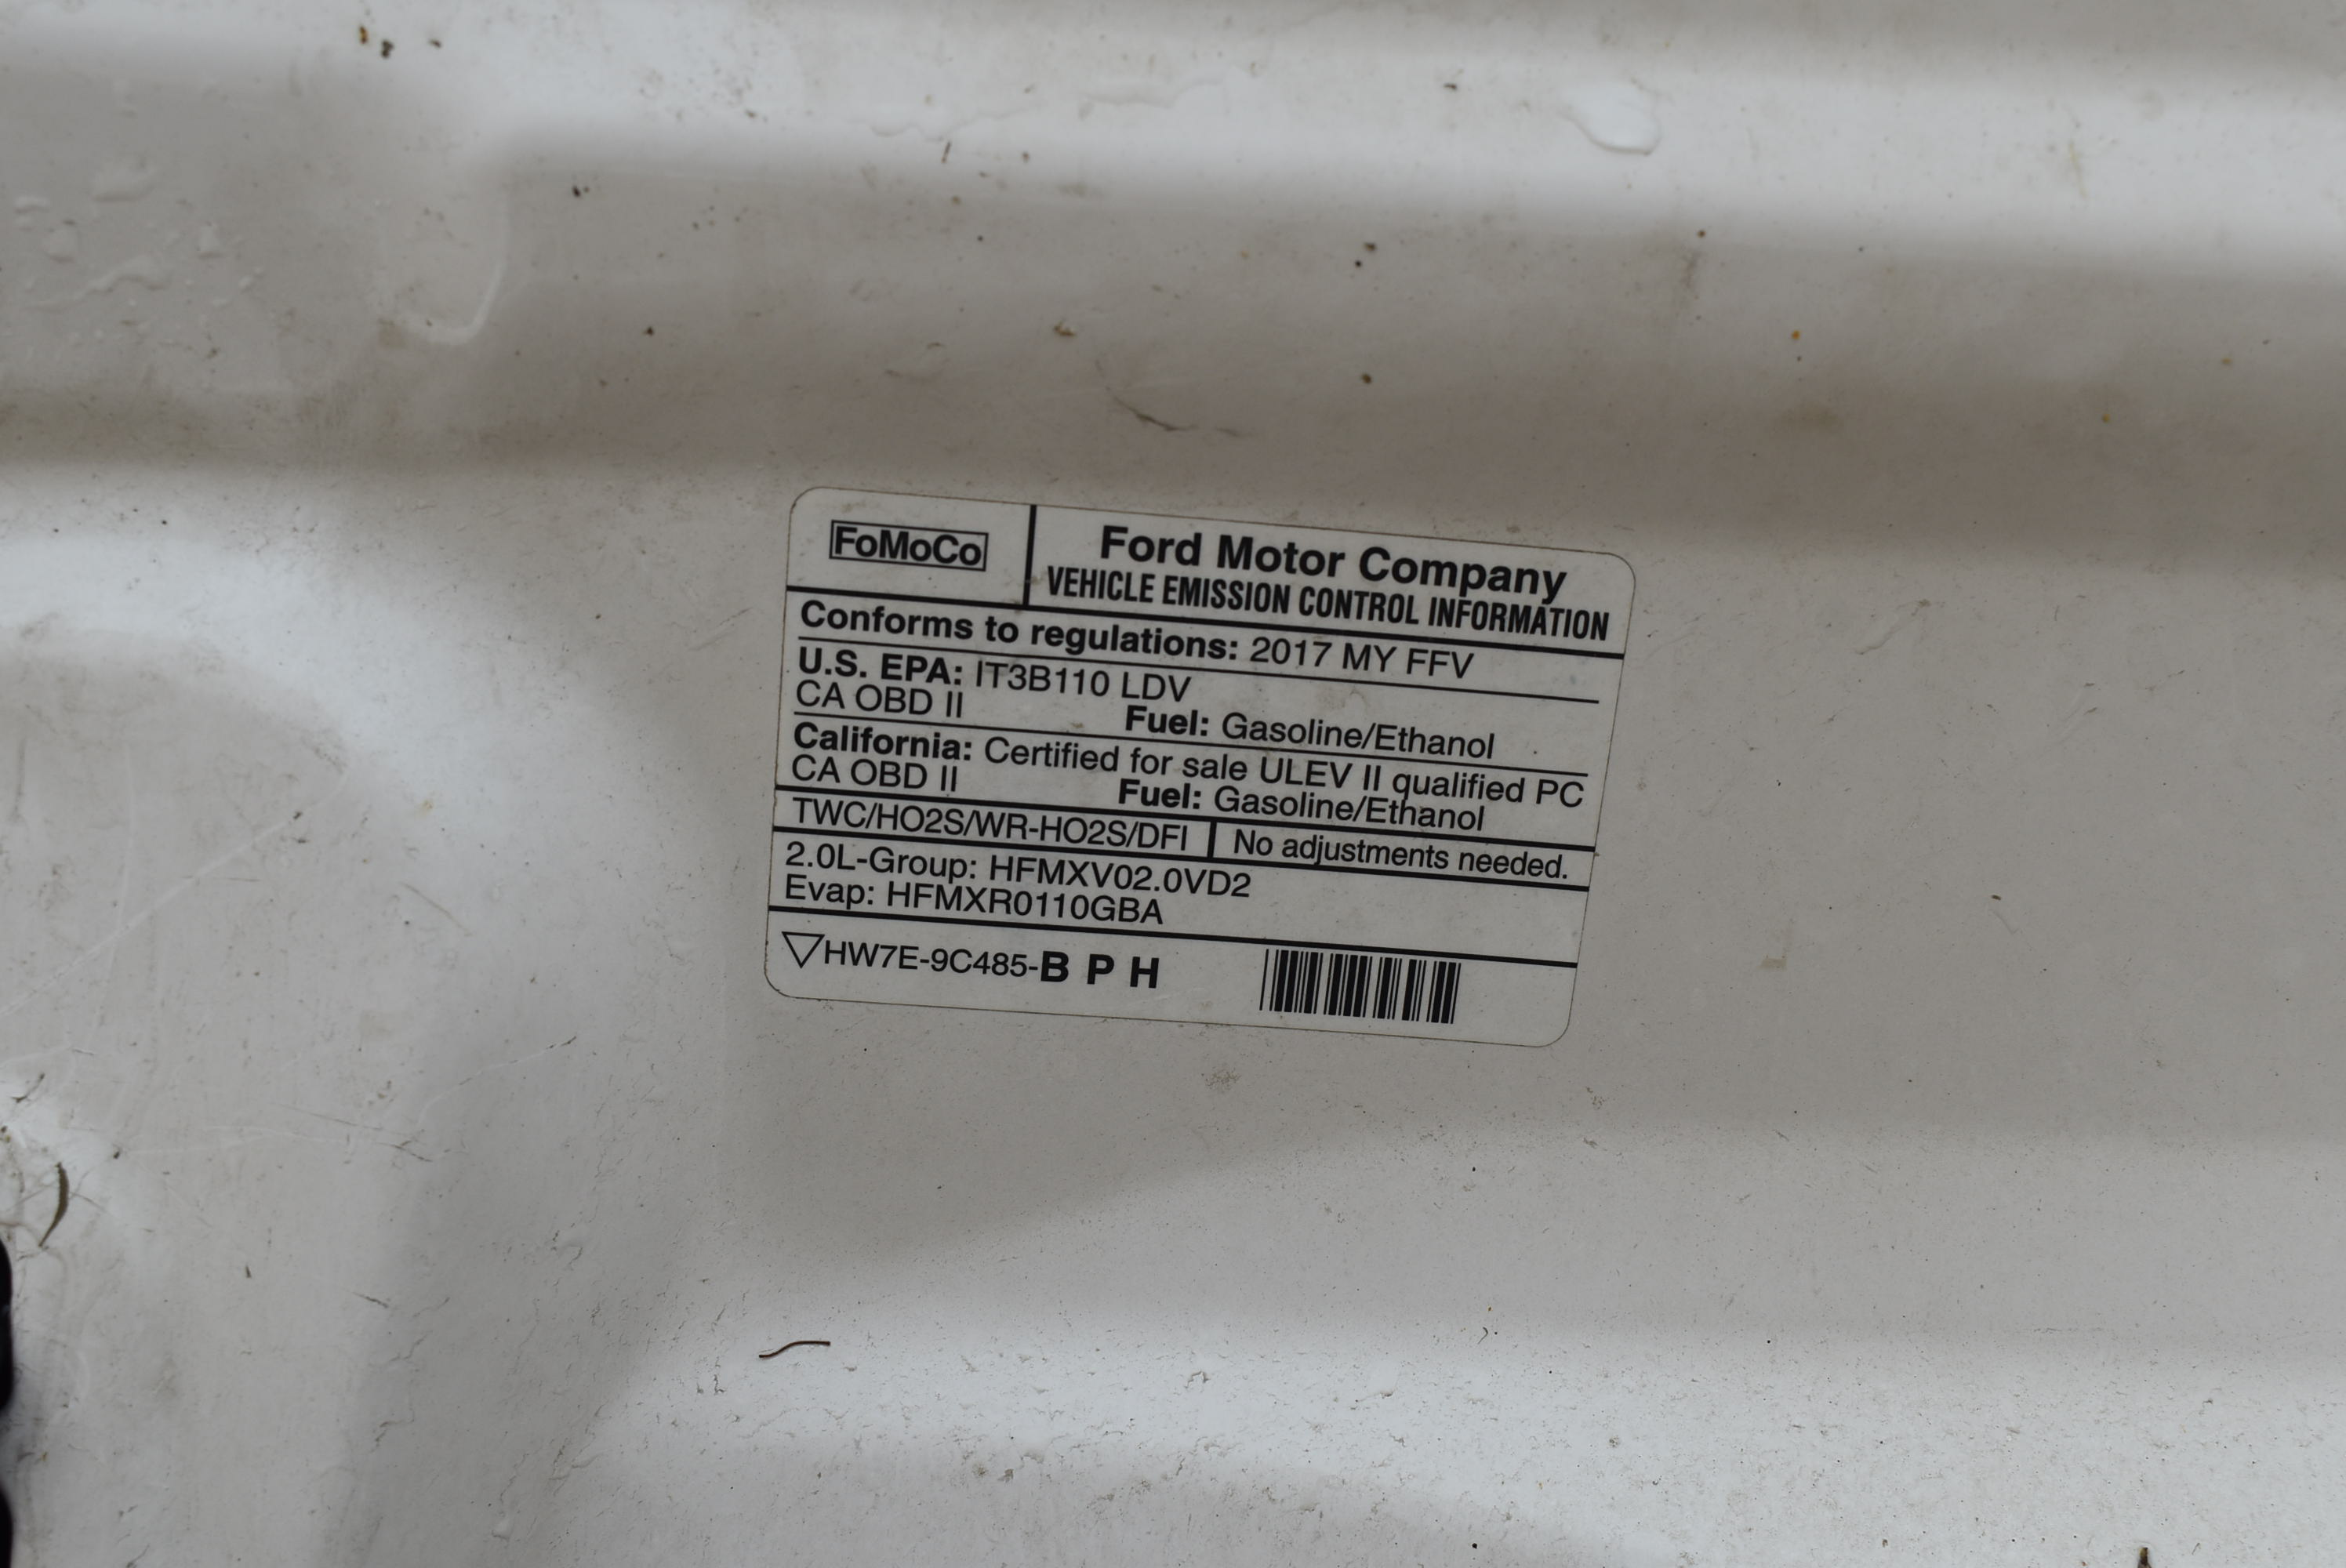 FoMoCo
Ford Motor Company
VEHICLE EMISSION CONTROL INFORMATION
Conforms to regulations: 2017 MY FFV
U.S. EPA: IT3B110 LDV
CA OBD II Fuel: Gasoline/Ethanol
California: Certified for sale ULEV II qualified PC
CA OBD II Fuel: Gasoline/Ethanol
TWC/HO2S/WR-HO2S/DFI No adjustments needed.
2.0L-Group: HFMXV02.0VD2
Evap: HFMXR0110GBA
HW7E-9C485-B P H